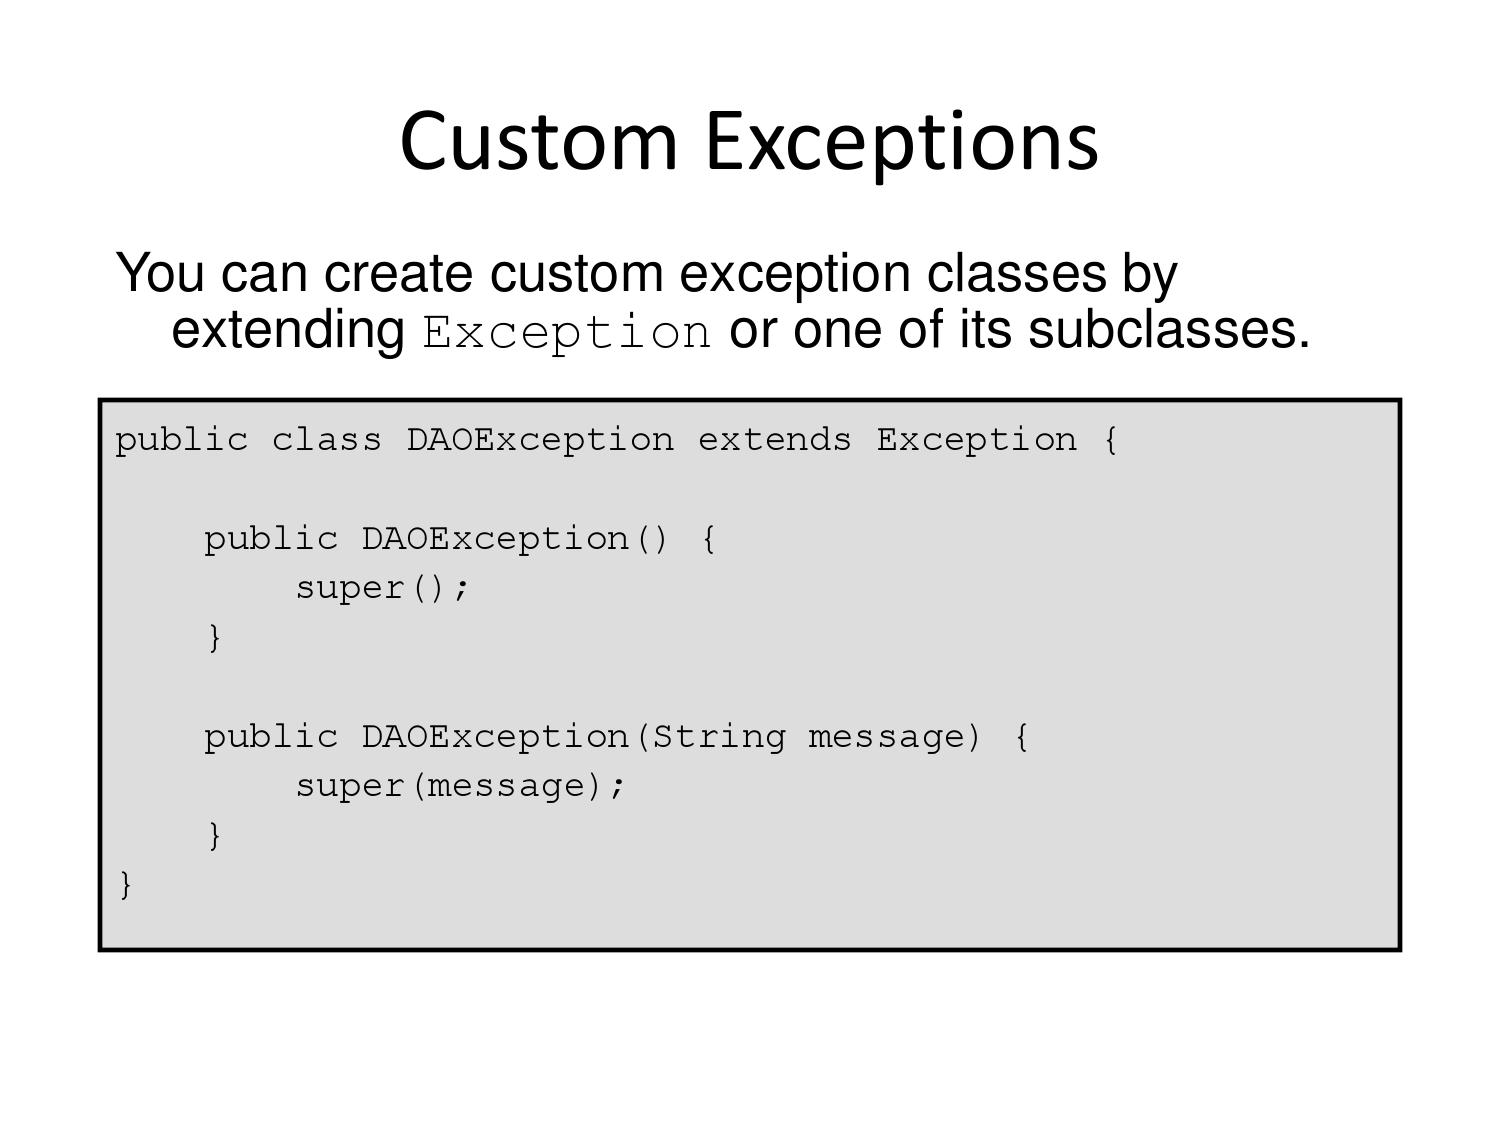 Custom Exceptions
You can create custom exception classes by
extending Exception or one of its subclasses.
public class DAOException extends Exception {
    public DAOException() {
        super();
    }
    public DAOException(String message) {
        super(message);
    }
}